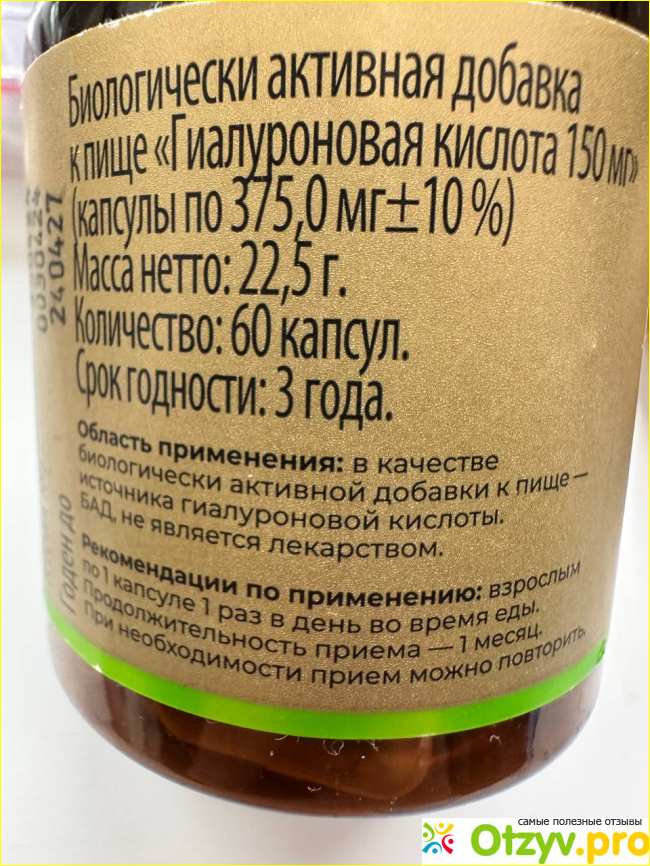 Биологически активная добавка
к пище «Гиалуроновая кислота 150 мг»
(капсулы по 375,0 мг±10 %)
Масса нетто: 22,5 г.
Количество: 60 капсул.
Срок годности: 3 года.
Область применения: в качестве
биологически активной добавки к пище —
источника гиалуроновой кислоты.
БАД, не является лекарством.
Рекомендации по применению: взрослым
по 1 капсуле 1 раз в день во время еды.
Продолжительность приема — 1 месяц.
При необходимости прием можно повторить.
Годен до
240427
самые полезные отзывы
Otzyv.pro